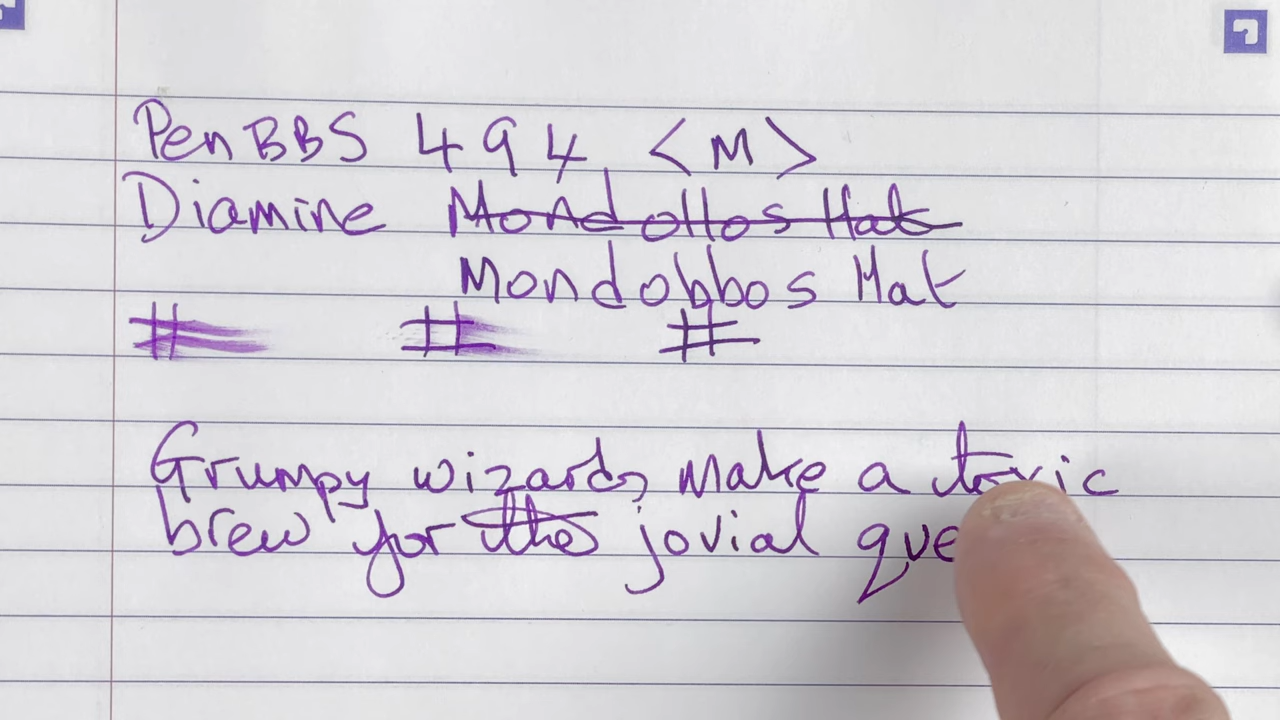 PenBBS 494 <M>
Diamine Mondollos Hat
Mondobbos Hat
# # #
Grumpy wizards make a toxic
brew for the jovial que